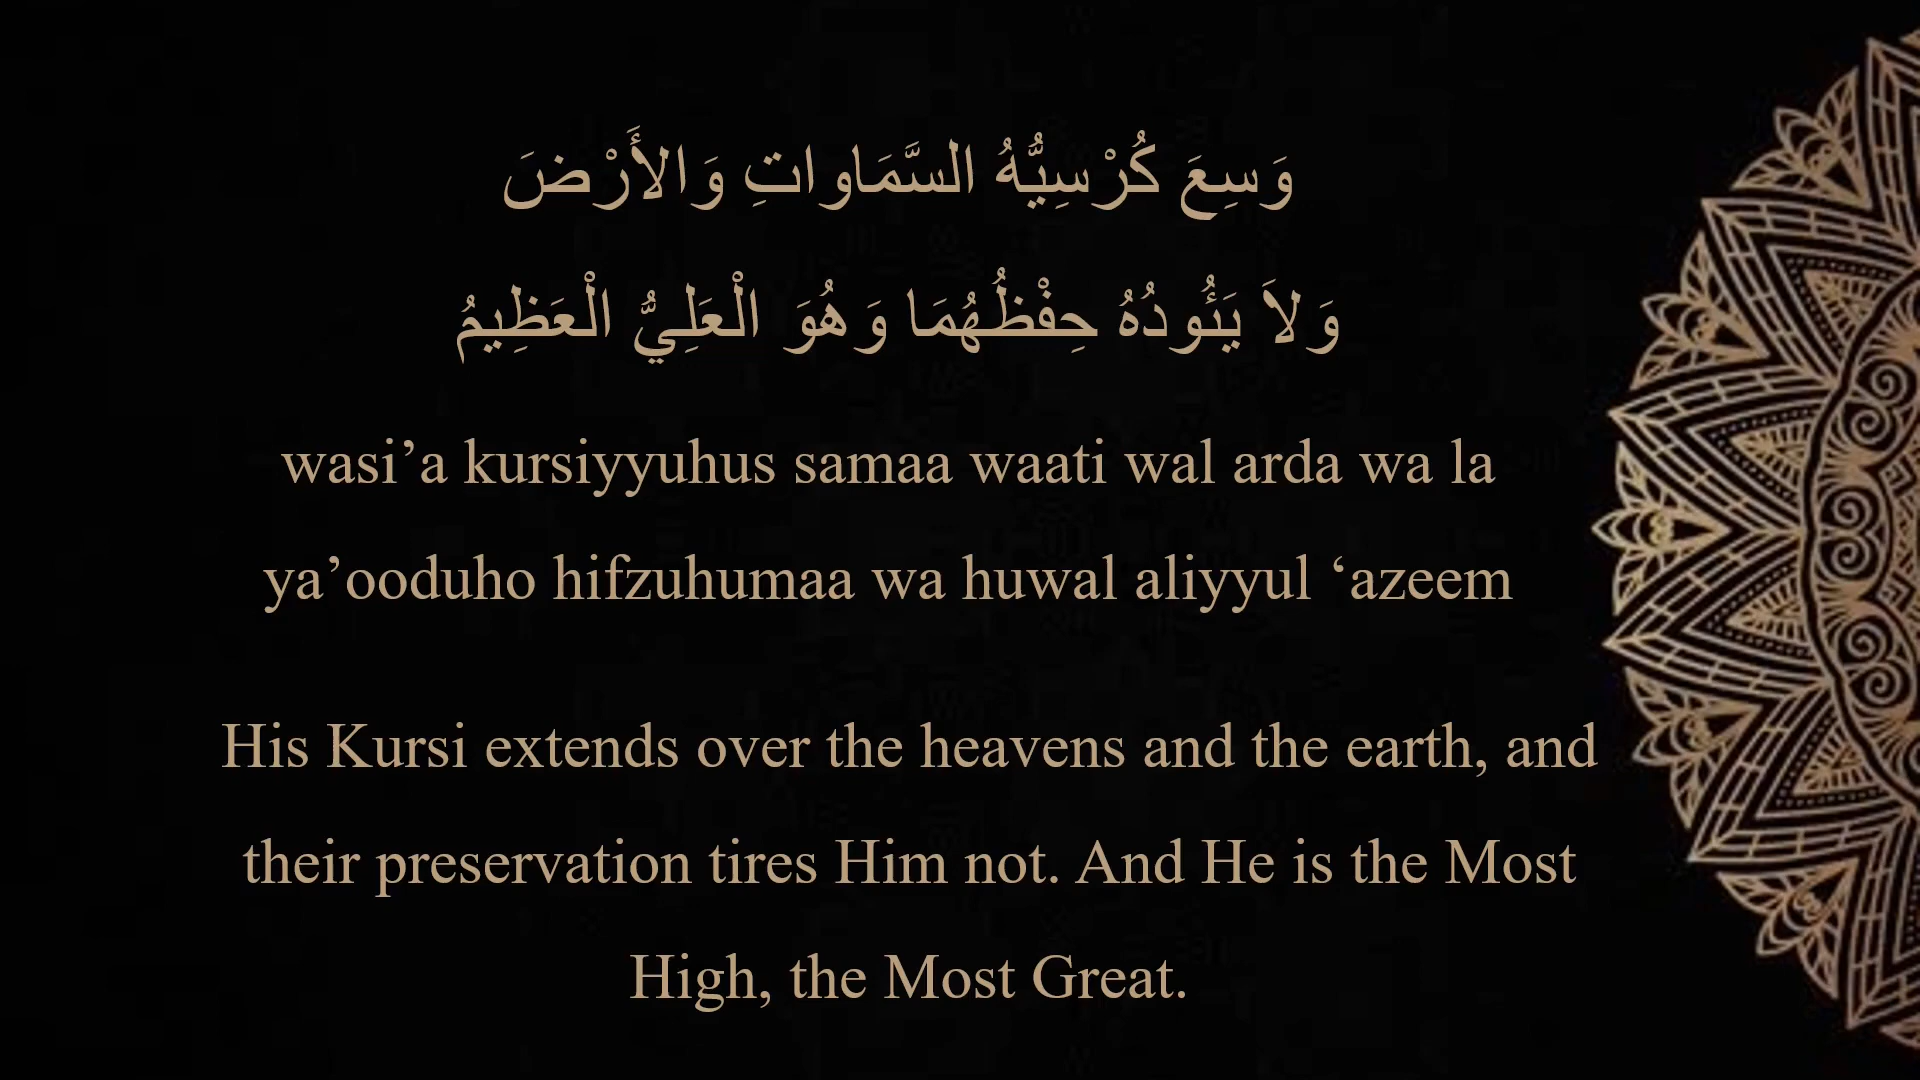 وَسِعَ كُرْسِيُّهُ السَّمَاواتِ وَالأَرْضَ
وَلاَ يَئُودُهُ حِفْظُهُمَا وَهُوَ الْعَلِيُّ الْعَظِيمُ
wasi’a kursiyyuhus samaa waati wal arda wa la
ya’ooduho hifzuhumaa wa huwal aliyyul ‘azeem
His Kursi extends over the heavens and the earth, and
their preservation tires Him not. And He is the Most
High, the Most Great.